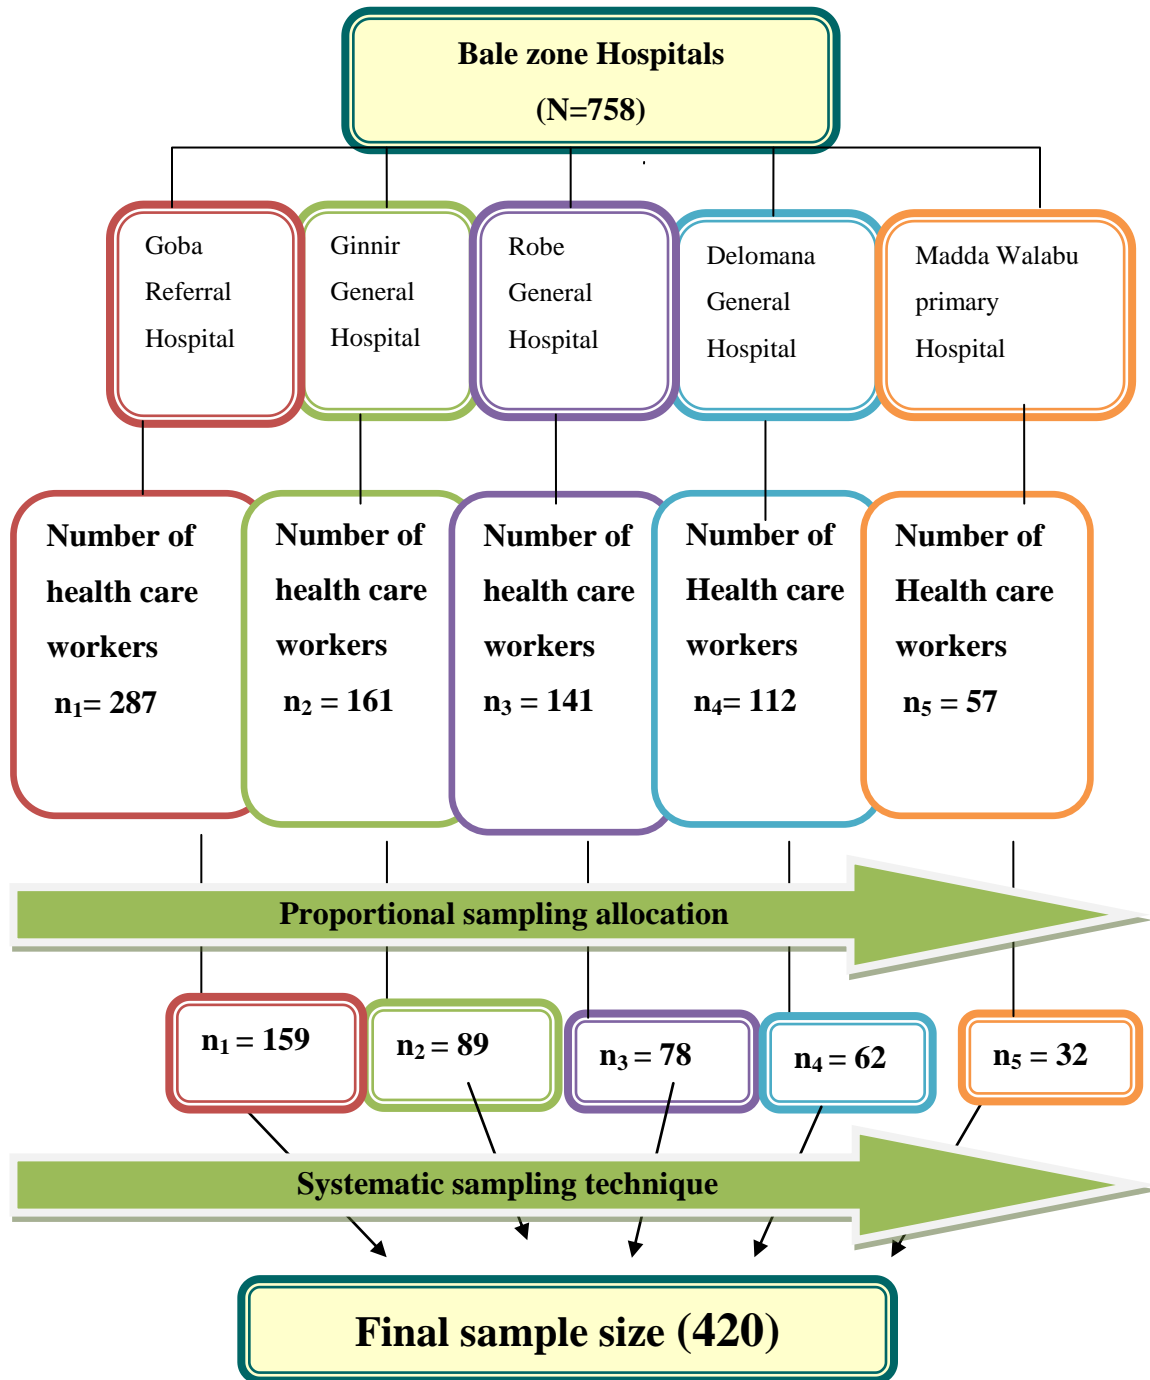 Bale zone Hospitals
(N=758)
Goba
Referral
Hospital
Ginnir
General
Hospital
Robe
General
Hospital
Delomana
General
Hospital
Madda Walabu
primary
Hospital
Number of
health care
workers
n₁= 287
Number of
health care
workers
n₂ = 161
Number of
health care
workers
n₃ = 141
Number of
Health care
workers
n₄= 112
Number of
Health care
workers
n₅ = 57
Proportional sampling allocation
n₁ = 159
n₂ = 89
n₃ = 78
n₄ = 62
n₅ = 32
Systematic sampling technique
Final sample size (420)